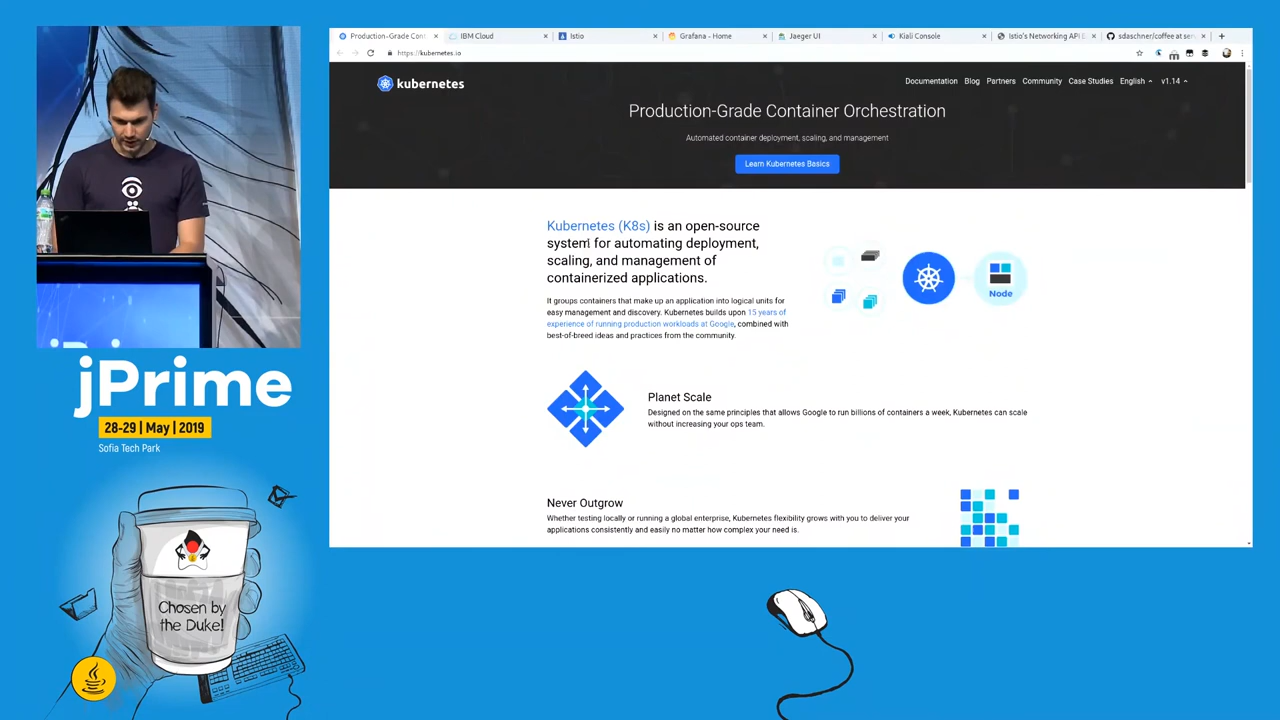 Production-Grade Con
IBM Cloud
Istio
Grafana - Home
Jaeger UI
Kiali Console
Istio's Networking API E
sdaschner/coffee at ser
https://kubernetes.io
kubernetes
Documentation Blog Partners Community Case Studies English v1.14
Production-Grade Container Orchestration
Automated container deployment, scaling, and management
Learn Kubernetes Basics
Kubernetes (K8s) is an open-source
system for automating deployment,
scaling, and management of
containerized applications.
It groups containers that make up an application into logical units for
easy management and discovery. Kubernetes builds upon 15 years of
experience of running production workloads at Google, combined with
best-of-breed ideas and practices from the community.
Node
Planet Scale
Designed on the same principles that allows Google to run billions of containers a week, Kubernetes can scale
without increasing your ops team.
Never Outgrow
Whether testing locally or running a global enterprise, Kubernetes flexibility grows with you to deliver your
applications consistently and easily no matter how complex your need is.
jPrime
28-29 | May | 2019
Sofia Tech Park
Chosen by
the Duke!